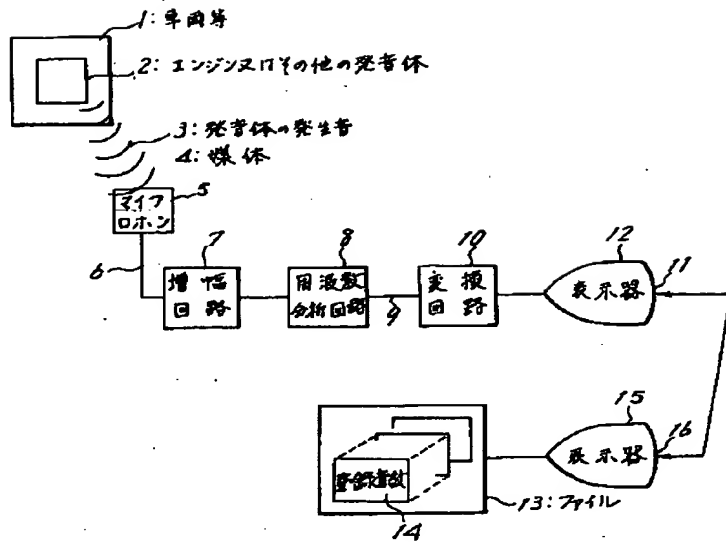 1:車両等
2:エンジン又はその他の発音体
3:発音体の発生音
4:媒体
マイク
ロホン
5
6
7
増幅
回路
8
周波数
分析回路
9
10
変換
回路
12
表示器
11
15
表示器
16
14
13:ファイル